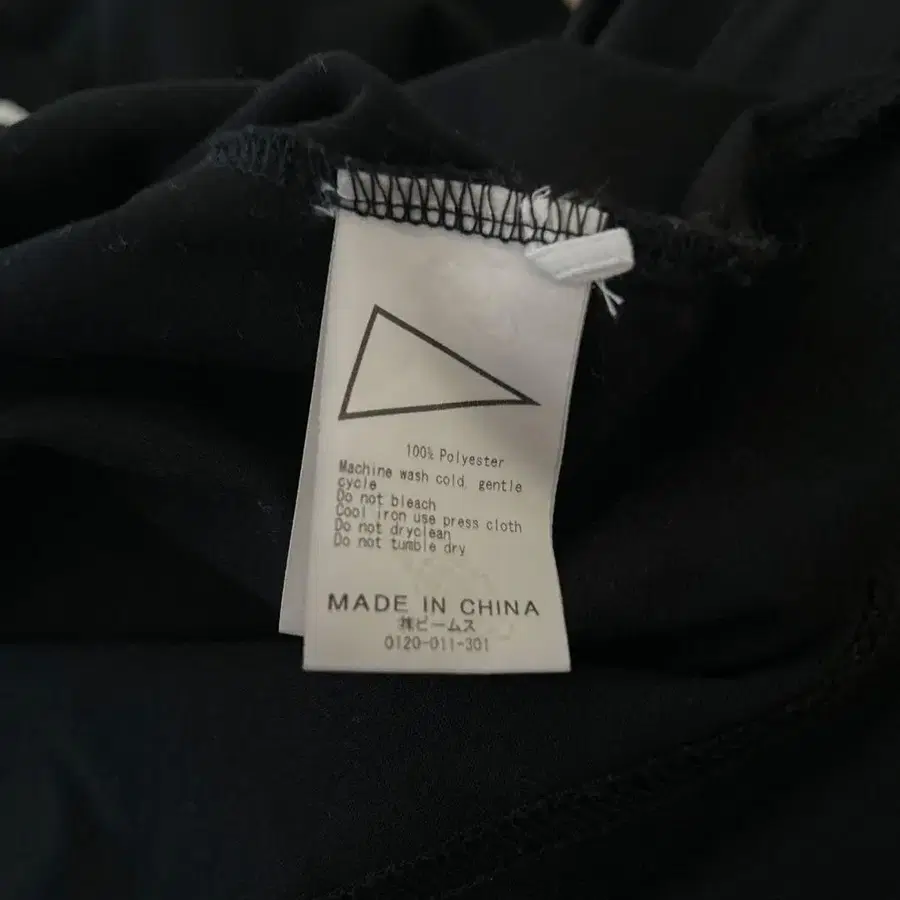 100% Polyester
Machine wash cold, gentle
cycle
Do not bleach
Cool iron use press cloth
Do not dryclean
Do not tumble dry
MADE IN CHINA
㈱ビームス
0120-011-301